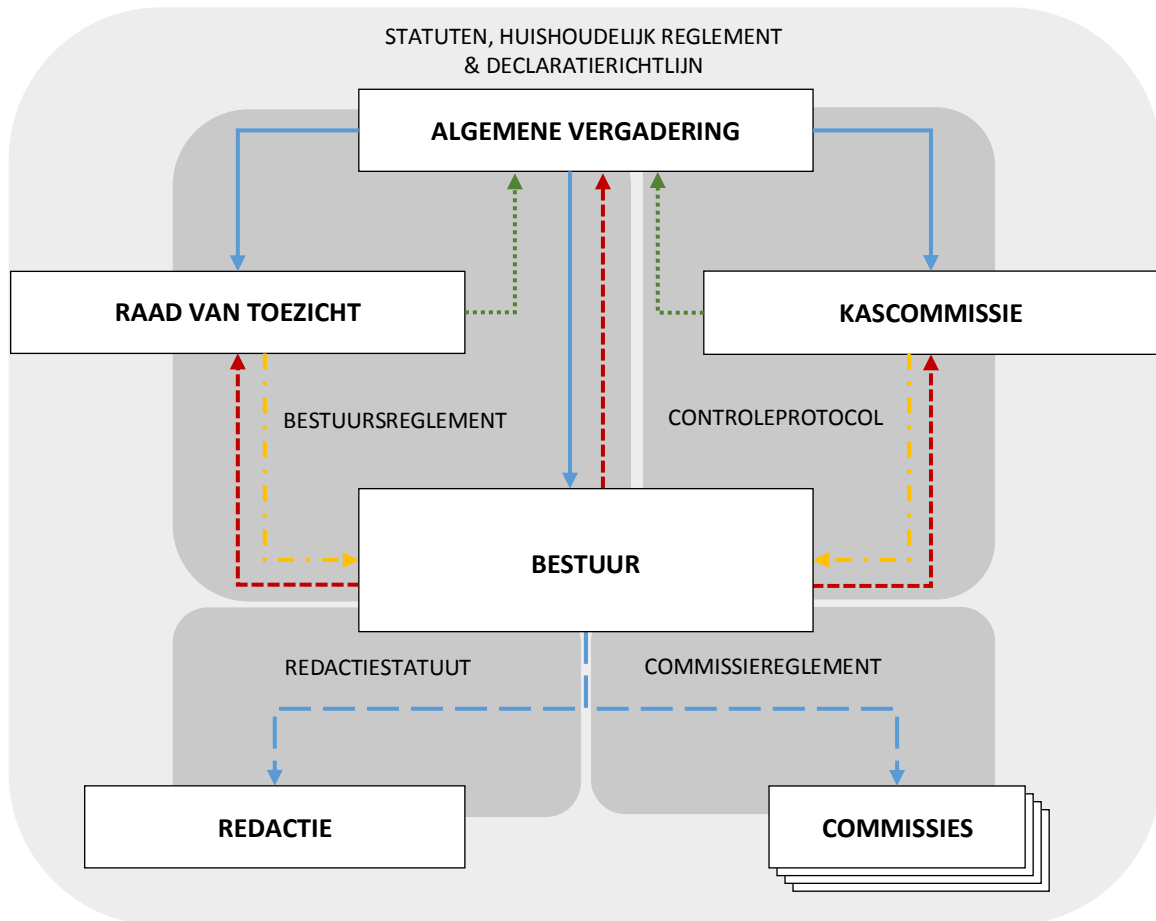 STATUTEN, HUISHOUDELIJK REGLEMENT
& DECLARATIERICHTLIJN
ALGEMENE VERGADERING
RAAD VAN TOEZICHT
KASCOMMISSIE
BESTUURSREGLEMENT
CONTROLEPROTOCOL
BESTUUR
REDACTIESTATUUT
COMMISSIEREGLEMENT
REDACTIE
COMMISSIES